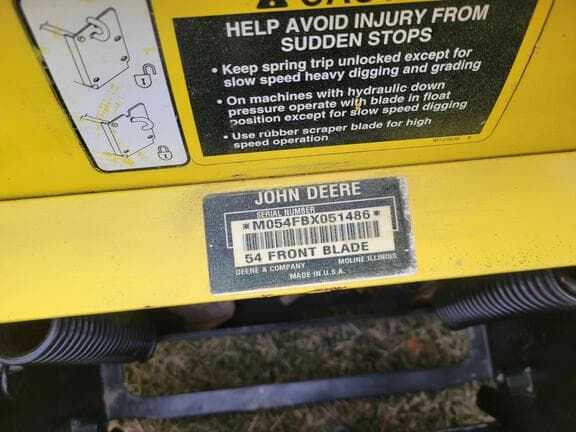 CAUTION
HELP AVOID INJURY FROM
SUDDEN STOPS
• Keep spring trip unlocked except for
slow speed heavy digging and grading
• On machines with hydraulic down
pressure operate with blade in float
position except for slow speed digging
• Use rubber scraper blade for high
speed operation
JOHN DEERE
SERIAL NUMBER
*M054FBX051486*
54 FRONT BLADE
DEERE & COMPANY MOLINE ILLINOIS
MADE IN U.S.A.